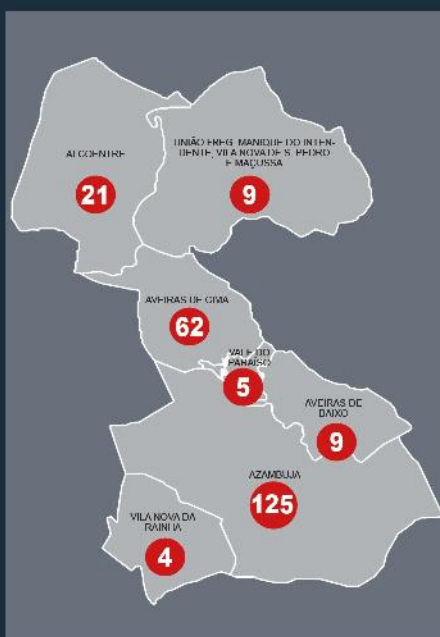 ALCOENTRE
21
UNIÃO FREG. MANIQUE DO INTEN-
DENTE, VILA NOVA DE S. PEDRO
E MAÇUSSA
9
AVEIRAS DE CIMA
62
VALE DO
PARAÍSO
5
AVEIRAS DE
BAIXO
9
AZAMBUJA
125
VILA NOVA DA
RAINHA
4